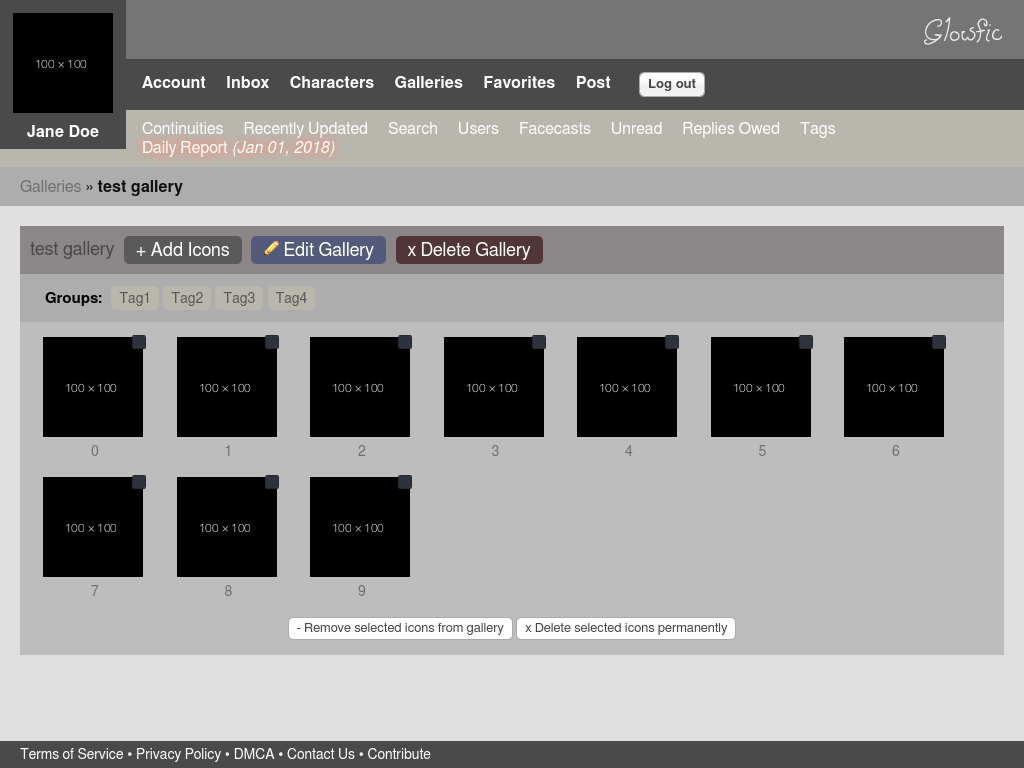 100 × 100
Jane Doe
Glowfic
Account Inbox Characters Galleries Favorites Post Log out
Continuities Recently Updated Search Users Facecasts Unread Replies Owed Tags
Daily Report (Jan 01, 2018)
Galleries » test gallery
test gallery + Add Icons Edit Gallery x Delete Gallery
Groups: Tag1 Tag2 Tag3 Tag4
100 × 100 100 × 100 100 × 100 100 × 100 100 × 100 100 × 100 100 × 100
0 1 2 3 4 5 6
100 × 100 100 × 100 100 × 100
7 8 9
- Remove selected icons from gallery x Delete selected icons permanently
Terms of Service • Privacy Policy • DMCA • Contact Us • Contribute